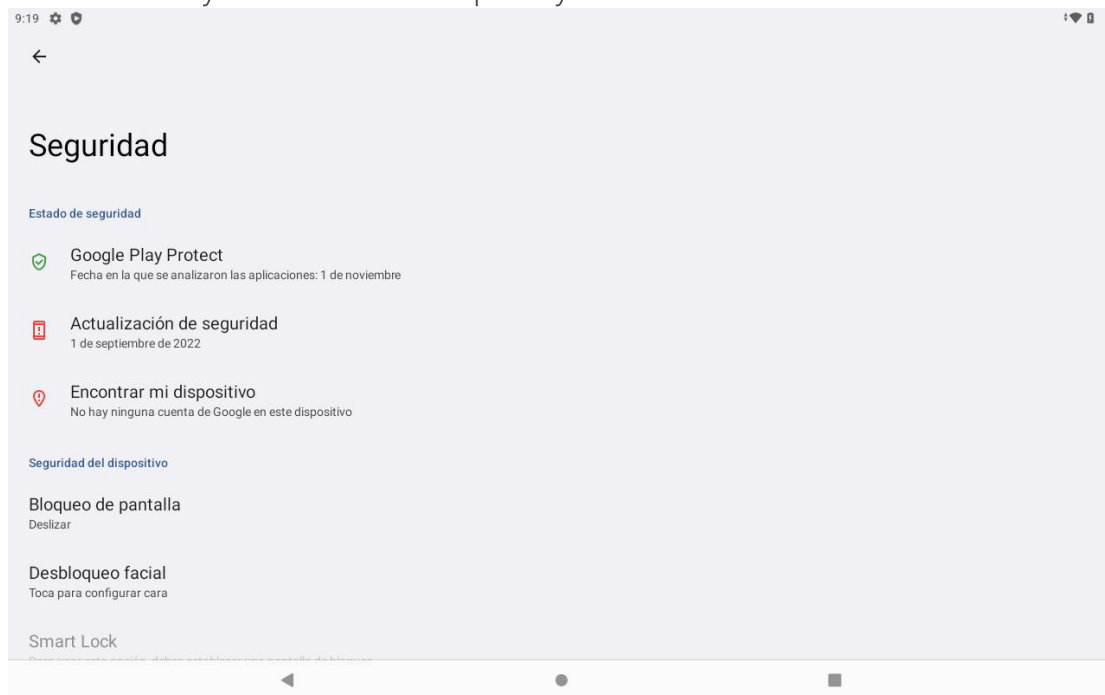 9:19
Seguridad
Estado de seguridad
Google Play Protect
Fecha en la que se analizaron las aplicaciones: 1 de noviembre
Actualización de seguridad
1 de septiembre de 2022
Encontrar mi dispositivo
No hay ninguna cuenta de Google en este dispositivo
Seguridad del dispositivo
Bloqueo de pantalla
Deslizar
Desbloqueo facial
Toca para configurar cara
Smart Lock